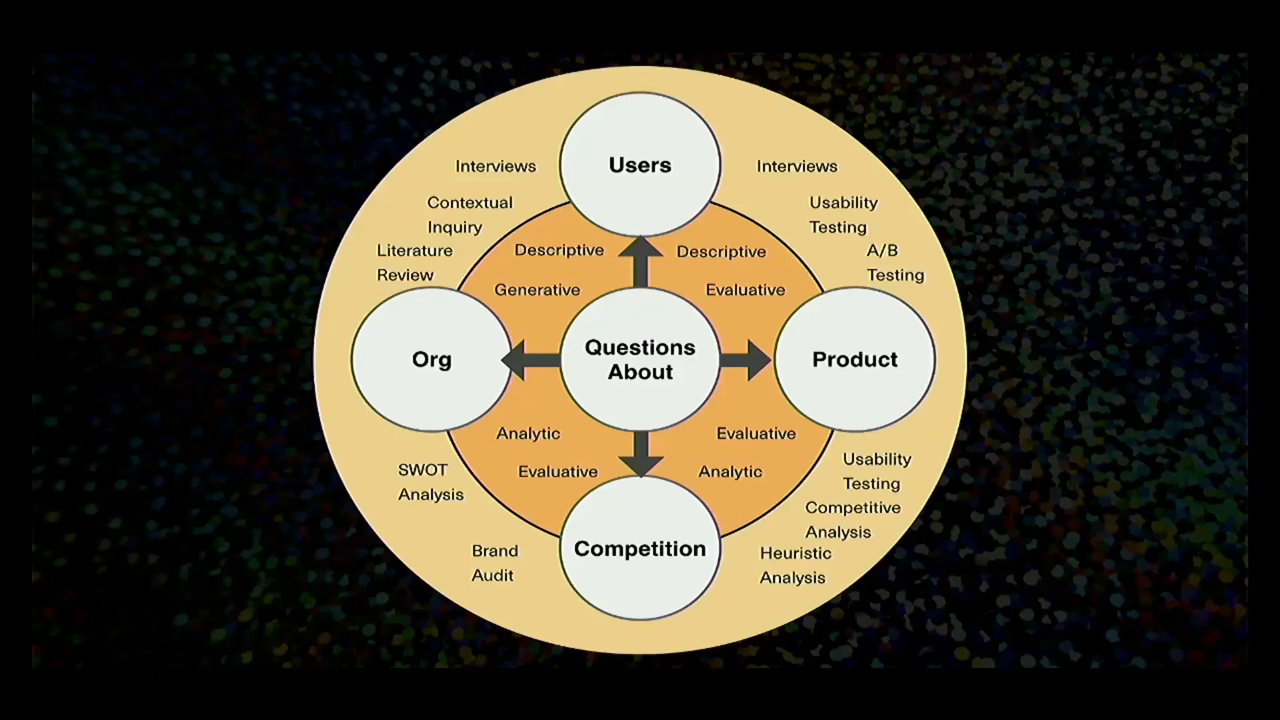 Users
Interviews
Interviews
Contextual
Inquiry
Usability
Testing
Literature
Review
Descriptive
Descriptive
A/B
Testing
Generative
Evaluative
Org
Questions
About
Product
Analytic
Evaluative
SWOT
Analysis
Evaluative
Analytic
Usability
Testing
Competitive
Analysis
Brand
Audit
Competition
Heuristic
Analysis